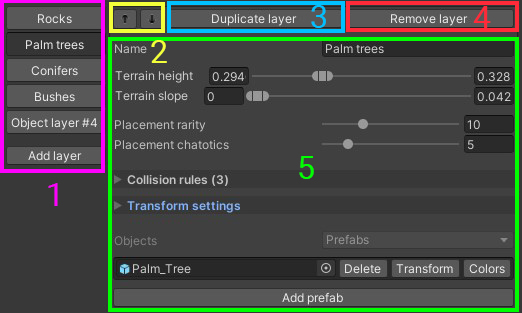 Rocks
Palm trees
Conifers
Bushes
Object layer #4
Add layer
1
2
Duplicate layer 3
Remove layer 4
Name Palm trees
Terrain height 0.294 0.328
Terrain slope 0 0.042
Placement rarity 10
Placement chatotics 5
5
Collision rules (3)
Transform settings
Objects Prefabs
Palm_Tree Delete Transform Colors
Add prefab